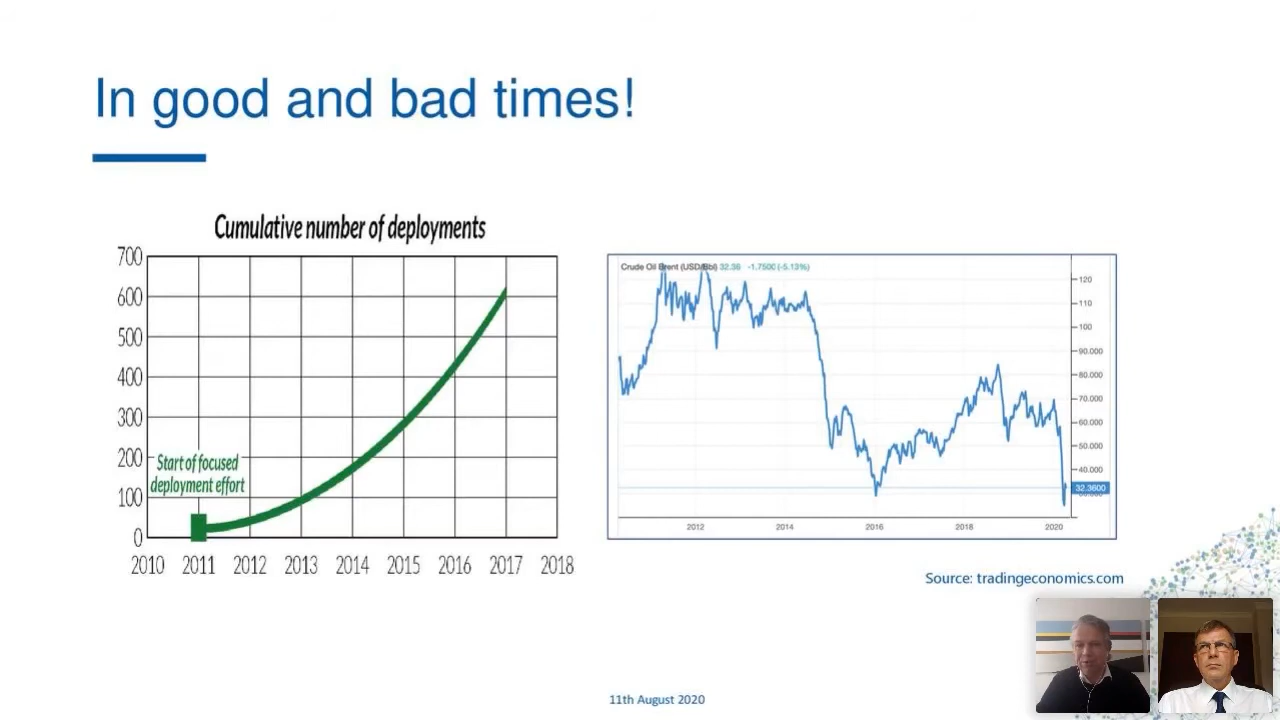 In good and bad times!
Cumulative number of deployments
700
600
500
400
300
200
100
0
Start of focused
deployment effort
2010 2011 2012 2013 2014 2015 2016 2017 2018
Crude Oil Brent (USD/Bbl) 32.36 -1.7500 (-5.13%)
120
110
100
90.000
80.000
70.000
60.000
50.000
40.000
32.3600
2012 2014 2016 2018 2020
Source: tradingeconomics.com
11th August 2020